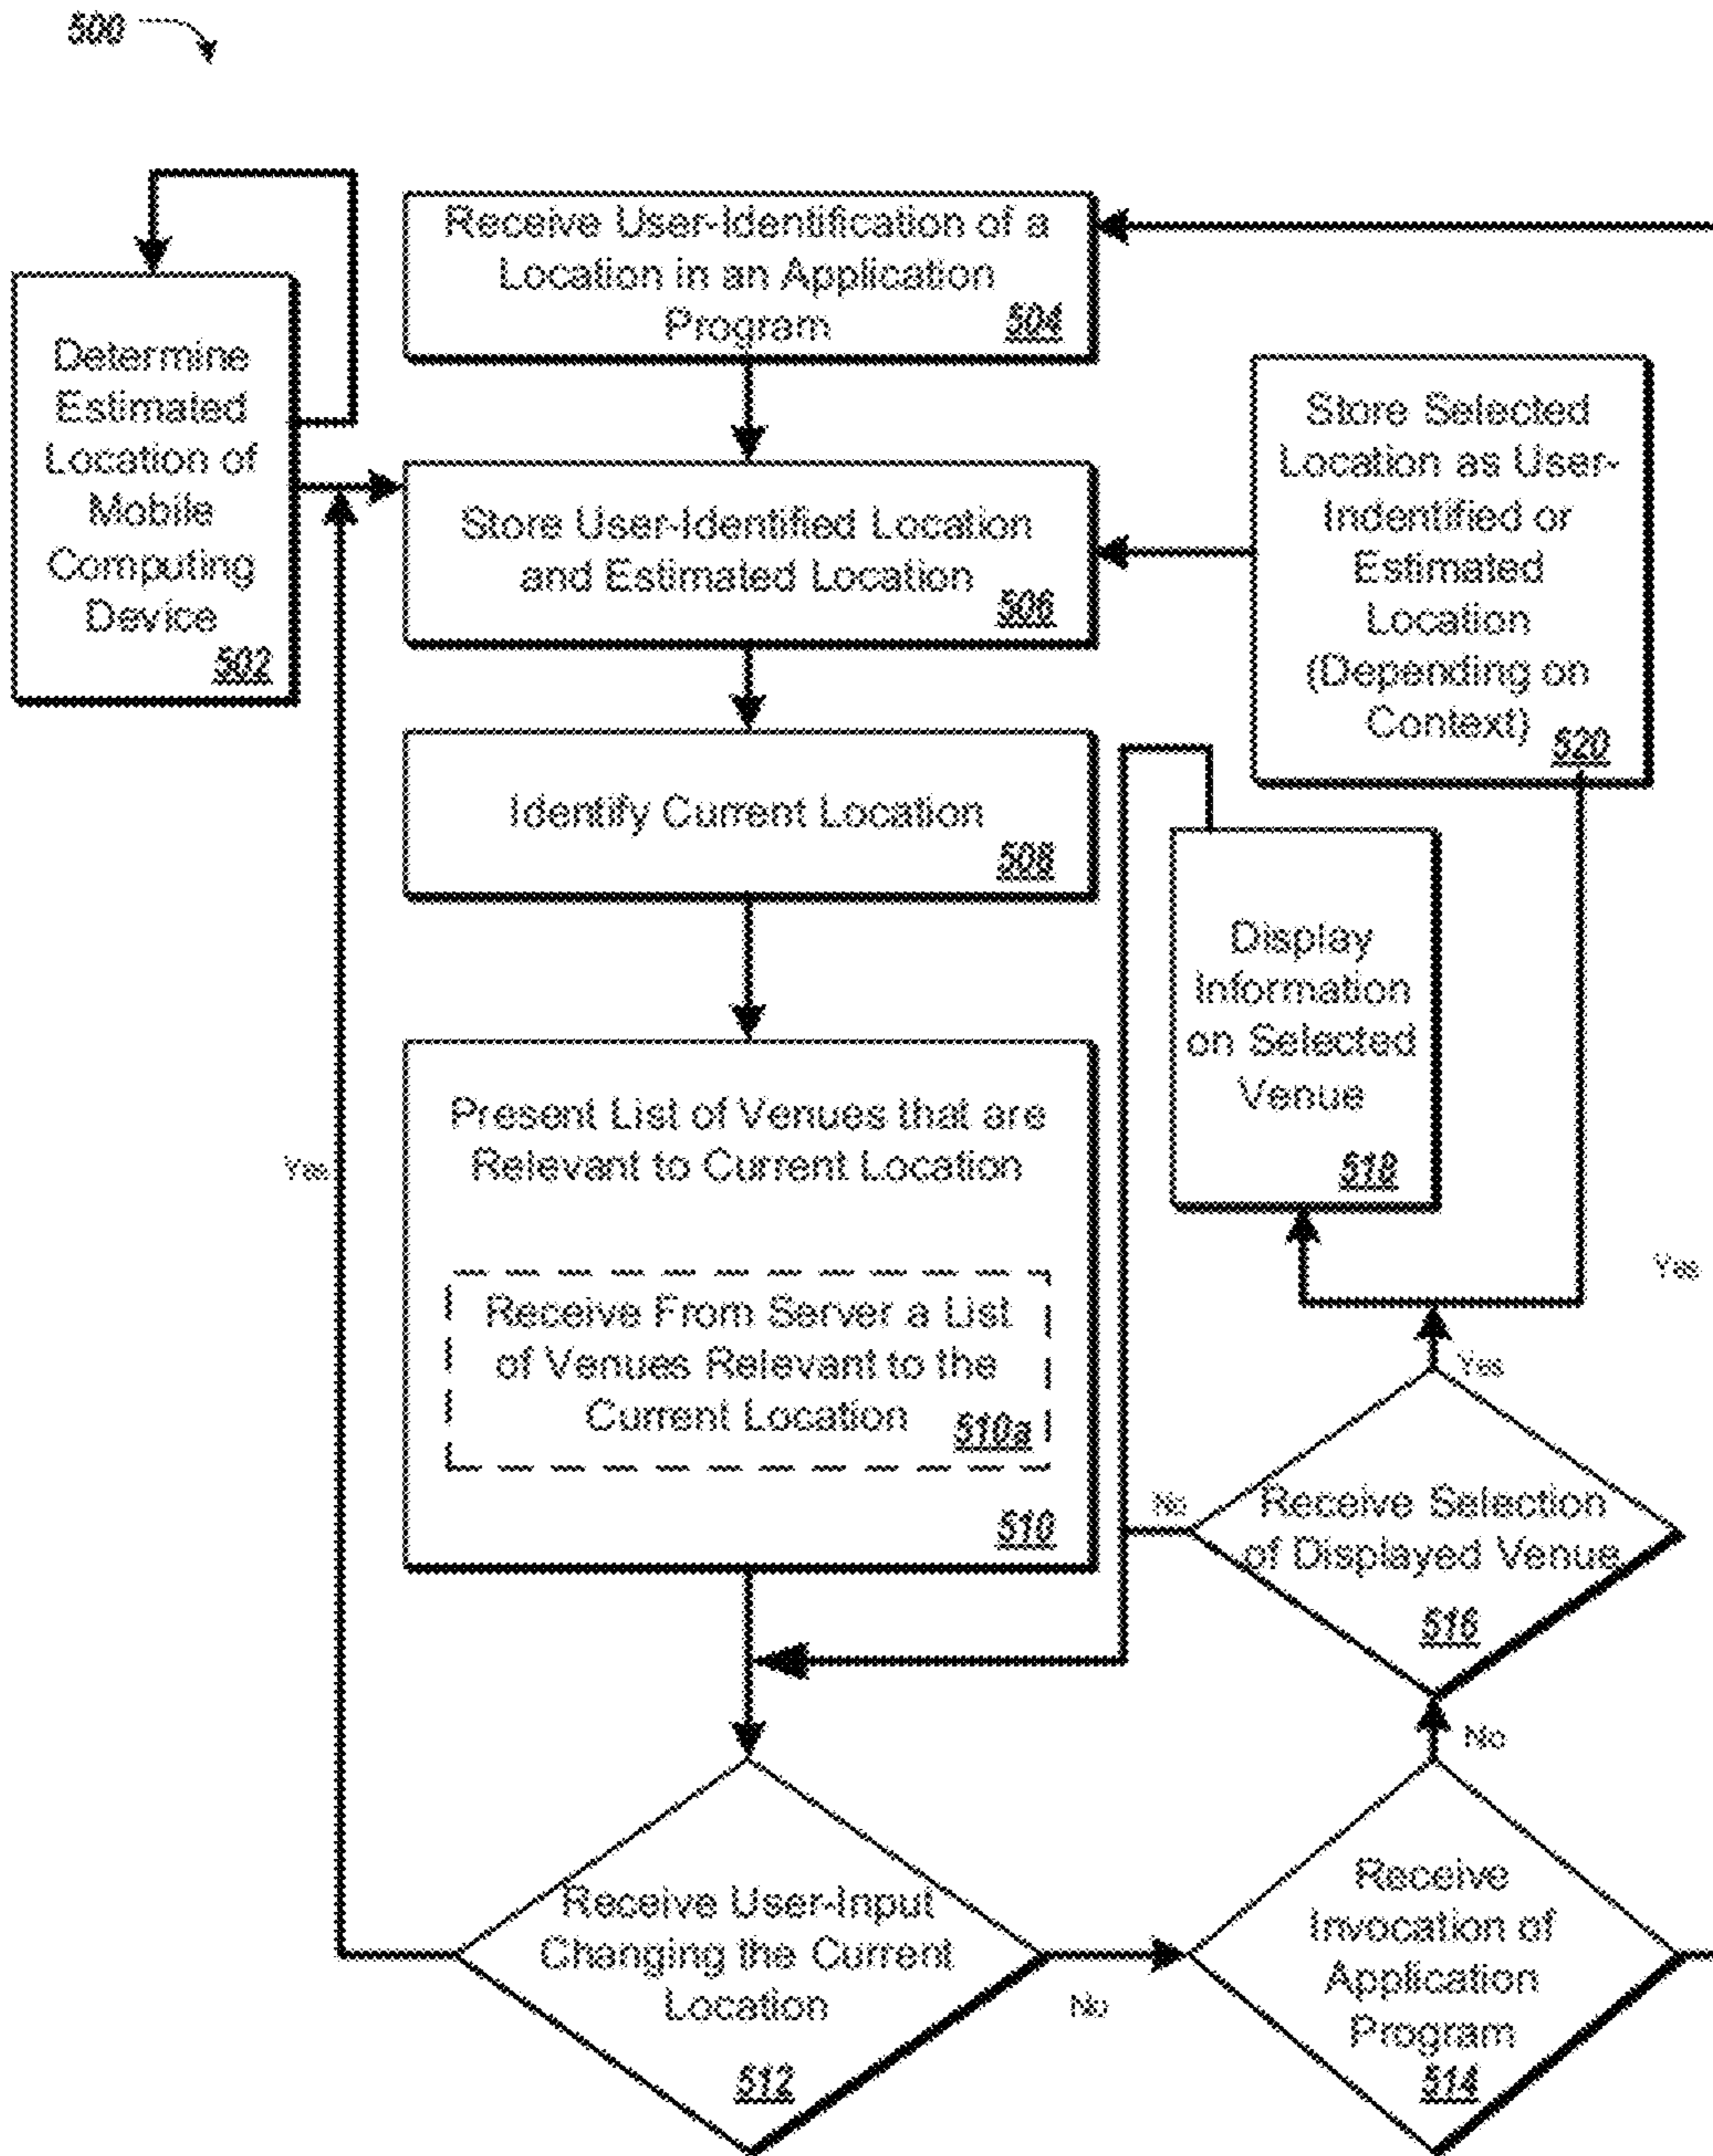 500
Receive User-Identification of a
Location in an Application
Program 504
Determine
Estimated
Location of
Mobile
Computing
Device
502
Store User-Identified Location
and Estimated Location
506
Store Selected
Location as User-
Indentified or
Estimated
Location
(Depending on
Context)
520
Identify Current Location
508
Display
Information
on Selected
Venue
518
Present List of Venues that are
Relevant to Current Location
Receive From Server a List
of Venues Relevant to the
Current Location 510a
510
Yes
Yes
Yes
No
Receive Selection
of Displayed Venue
516
No
Receive User-Input
Changing the Current
Location
512
No
Receive
Invocation of
Application
Program
514